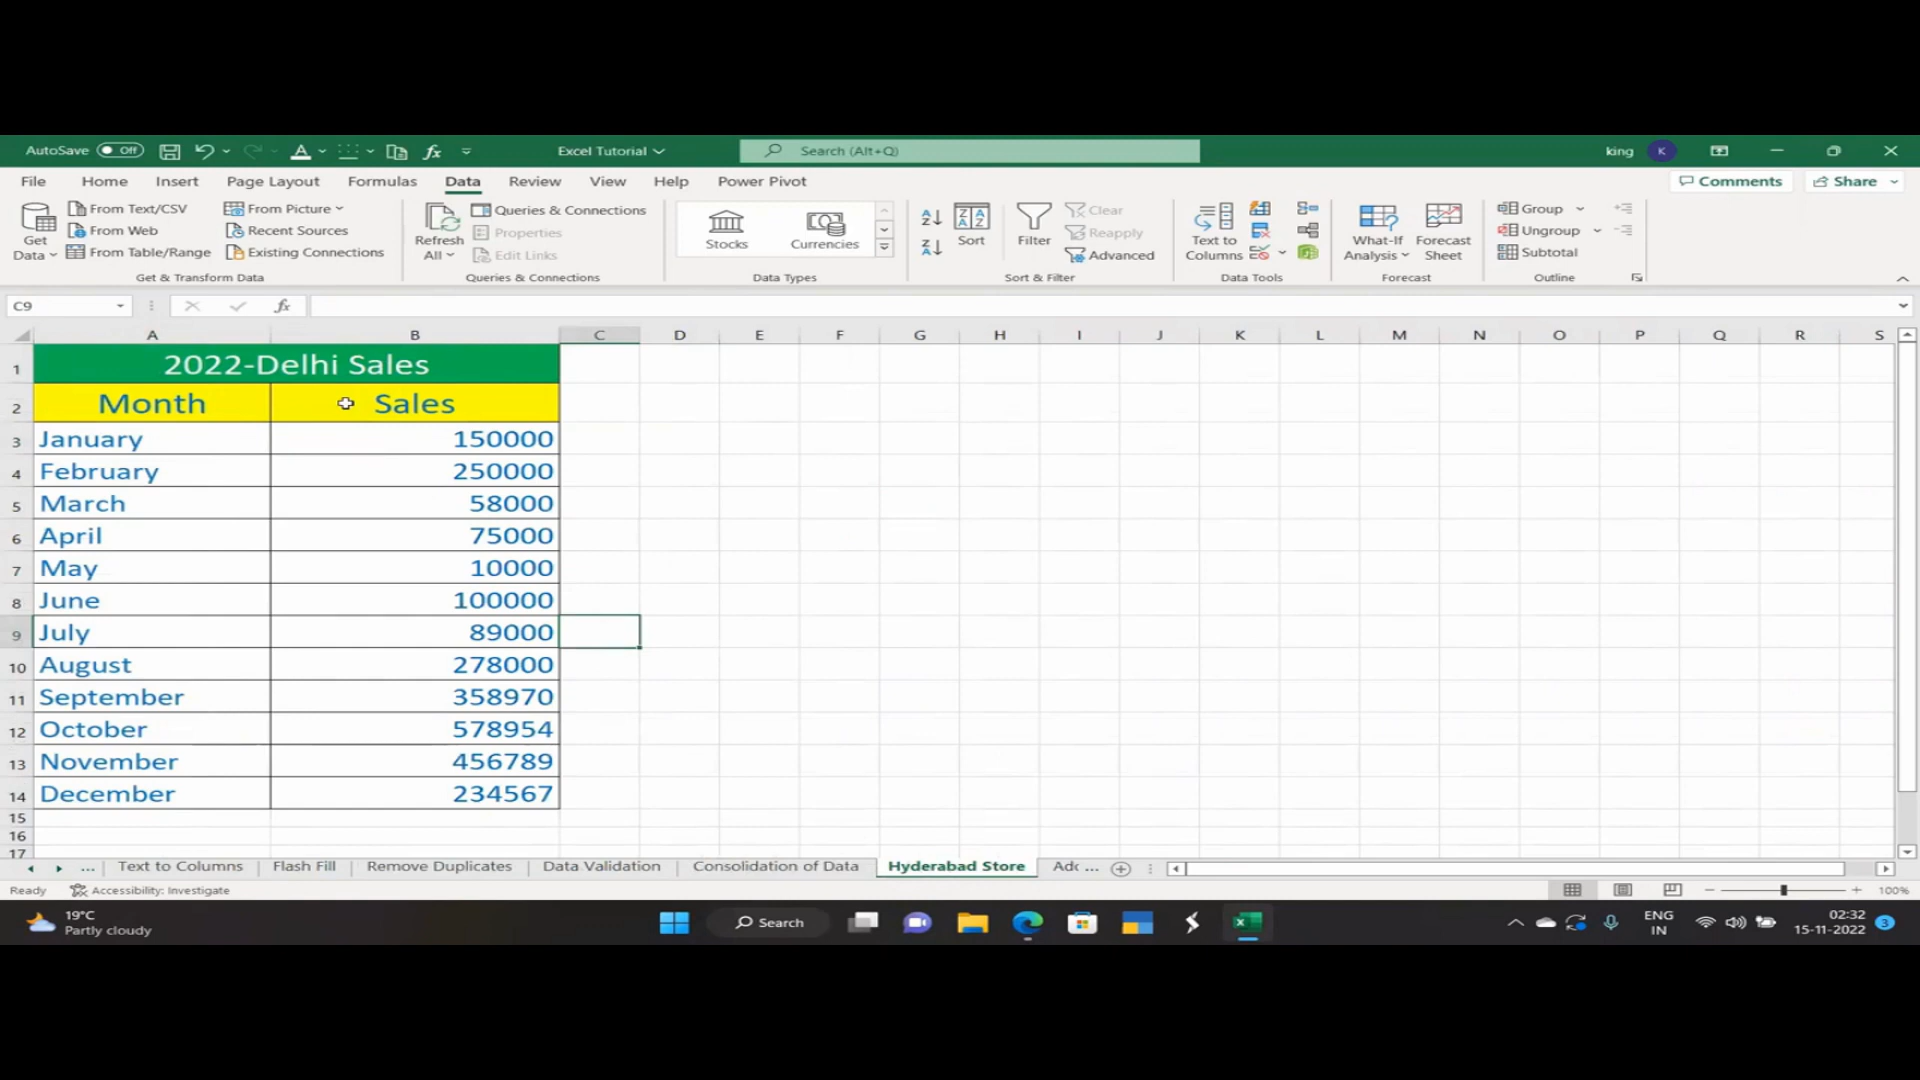 AutoSave Off Excel Tutorial Search (Alt+Q) king K
File Home Insert Page Layout Formulas Data Review View Help Power Pivot Comments Share
Get Data
From Text/CSV
From Web
From Table/Range
From Picture
Recent Sources
Existing Connections
Get & Transform Data
Refresh All
Queries & Connections
Properties
Edit Links
Queries & Connections
Stocks Currencies
Data Types
Sort
Filter
Clear
Reapply
Advanced
Sort & Filter
Text to Columns
Data Tools
What-If Analysis
Forecast Sheet
Forecast
Group
Ungroup
Subtotal
Outline
C9 fx
A B C D E F G H I J K L M N O P Q R S
1 2022-Delhi Sales
2 Month Sales
3 January 150000
4 February 250000
5 March 58000
6 April 75000
7 May 10000
8 June 100000
9 July 89000
10 August 278000
11 September 358970
12 October 578954
13 November 456789
14 December 234567
15
16
17
... Text to Columns Flash Fill Remove Duplicates Data Validation Consolidation of Data Hyderabad Store Adc ...
Ready Accessibility: Investigate 100%
19°C
Partly cloudy
Search
ENG
IN
02:32
15-11-2022
3